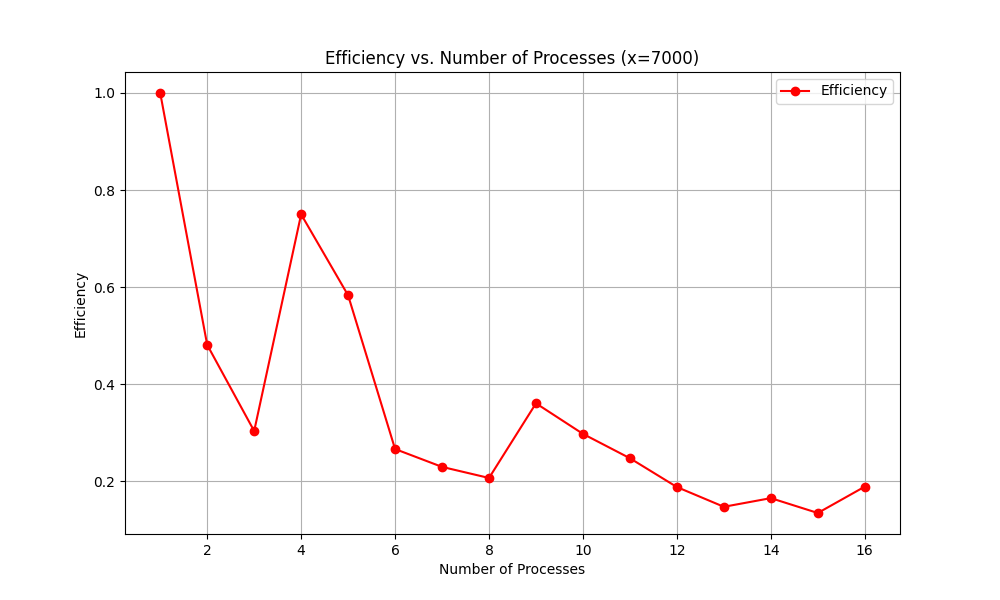 Efficiency vs. Number of Processes (x=7000)
Efficiency
1.0
0.8
0.6
0.4
0.2
Efficiency
2 4 6 8 10 12 14 16
Number of Processes